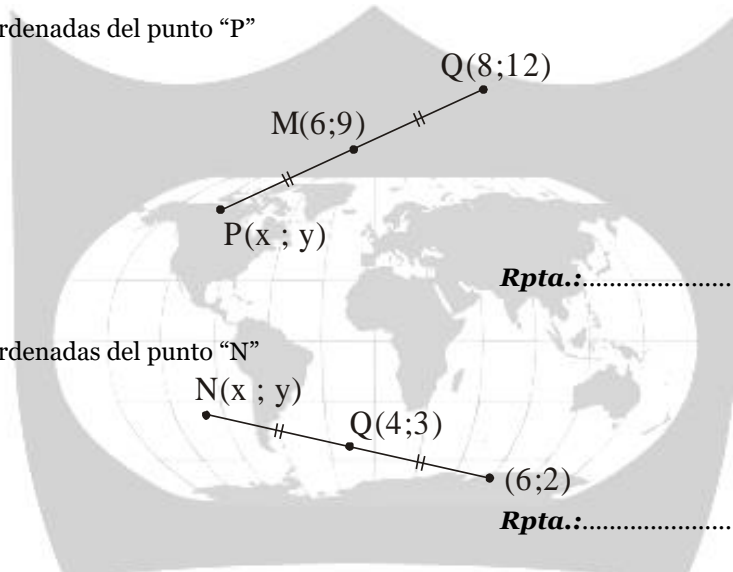 rdenadas del punto “P”
Q(8;12)
M(6;9)
P(x ; y)
Rpta.:......................
rdenadas del punto “N”
N(x ; y)
Q(4;3)
(6;2)
Rpta.:......................